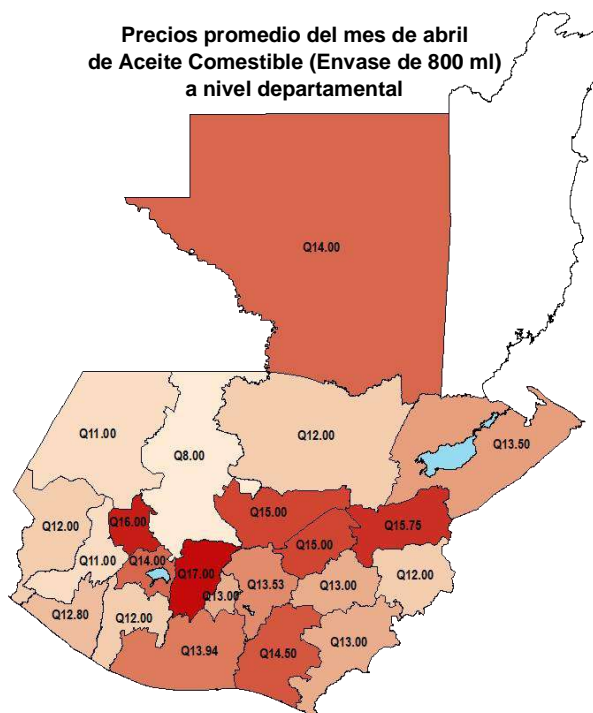 Precios promedio del mes de abril
de Aceite Comestible (Envase de 800 ml)
a nivel departamental
Q14.00
Q11.00
Q8.00
Q12.00
Q13.50
Q12.00
Q16.00
Q15.00
Q15.75
Q15.00
Q11.00
Q14.00
Q17.00
Q13.00
Q13.53
Q13.00
Q12.00
Q12.80
Q12.00
Q13.94
Q14.50
Q13.00